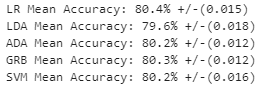 LR Mean Accuracy: 80.4% +/-(0.015)
LDA Mean Accuracy: 79.6% +/-(0.018)
ADA Mean Accuracy: 80.2% +/-(0.012)
GRB Mean Accuracy: 80.3% +/-(0.012)
SVM Mean Accuracy: 80.2% +/-(0.016)